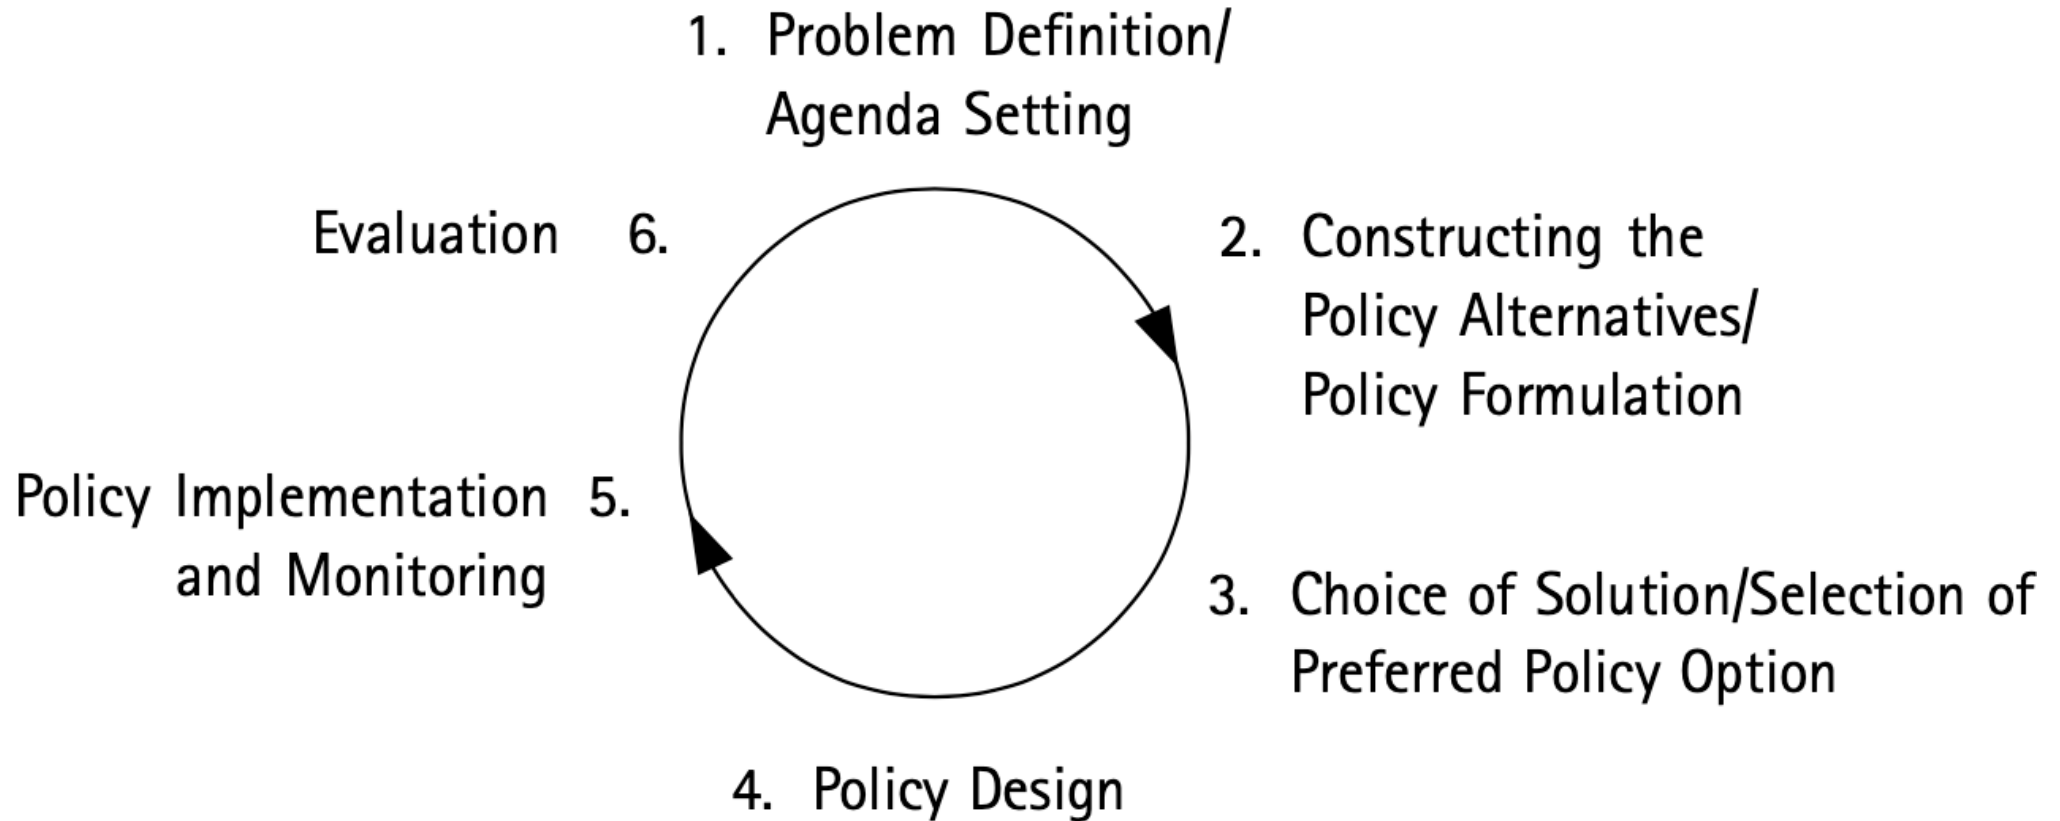 1. Problem Definition/
Agenda Setting
2. Constructing the
Policy Alternatives/
Policy Formulation
3. Choice of Solution/Selection of
Preferred Policy Option
4. Policy Design
Policy Implementation 5.
and Monitoring
Evaluation 6.